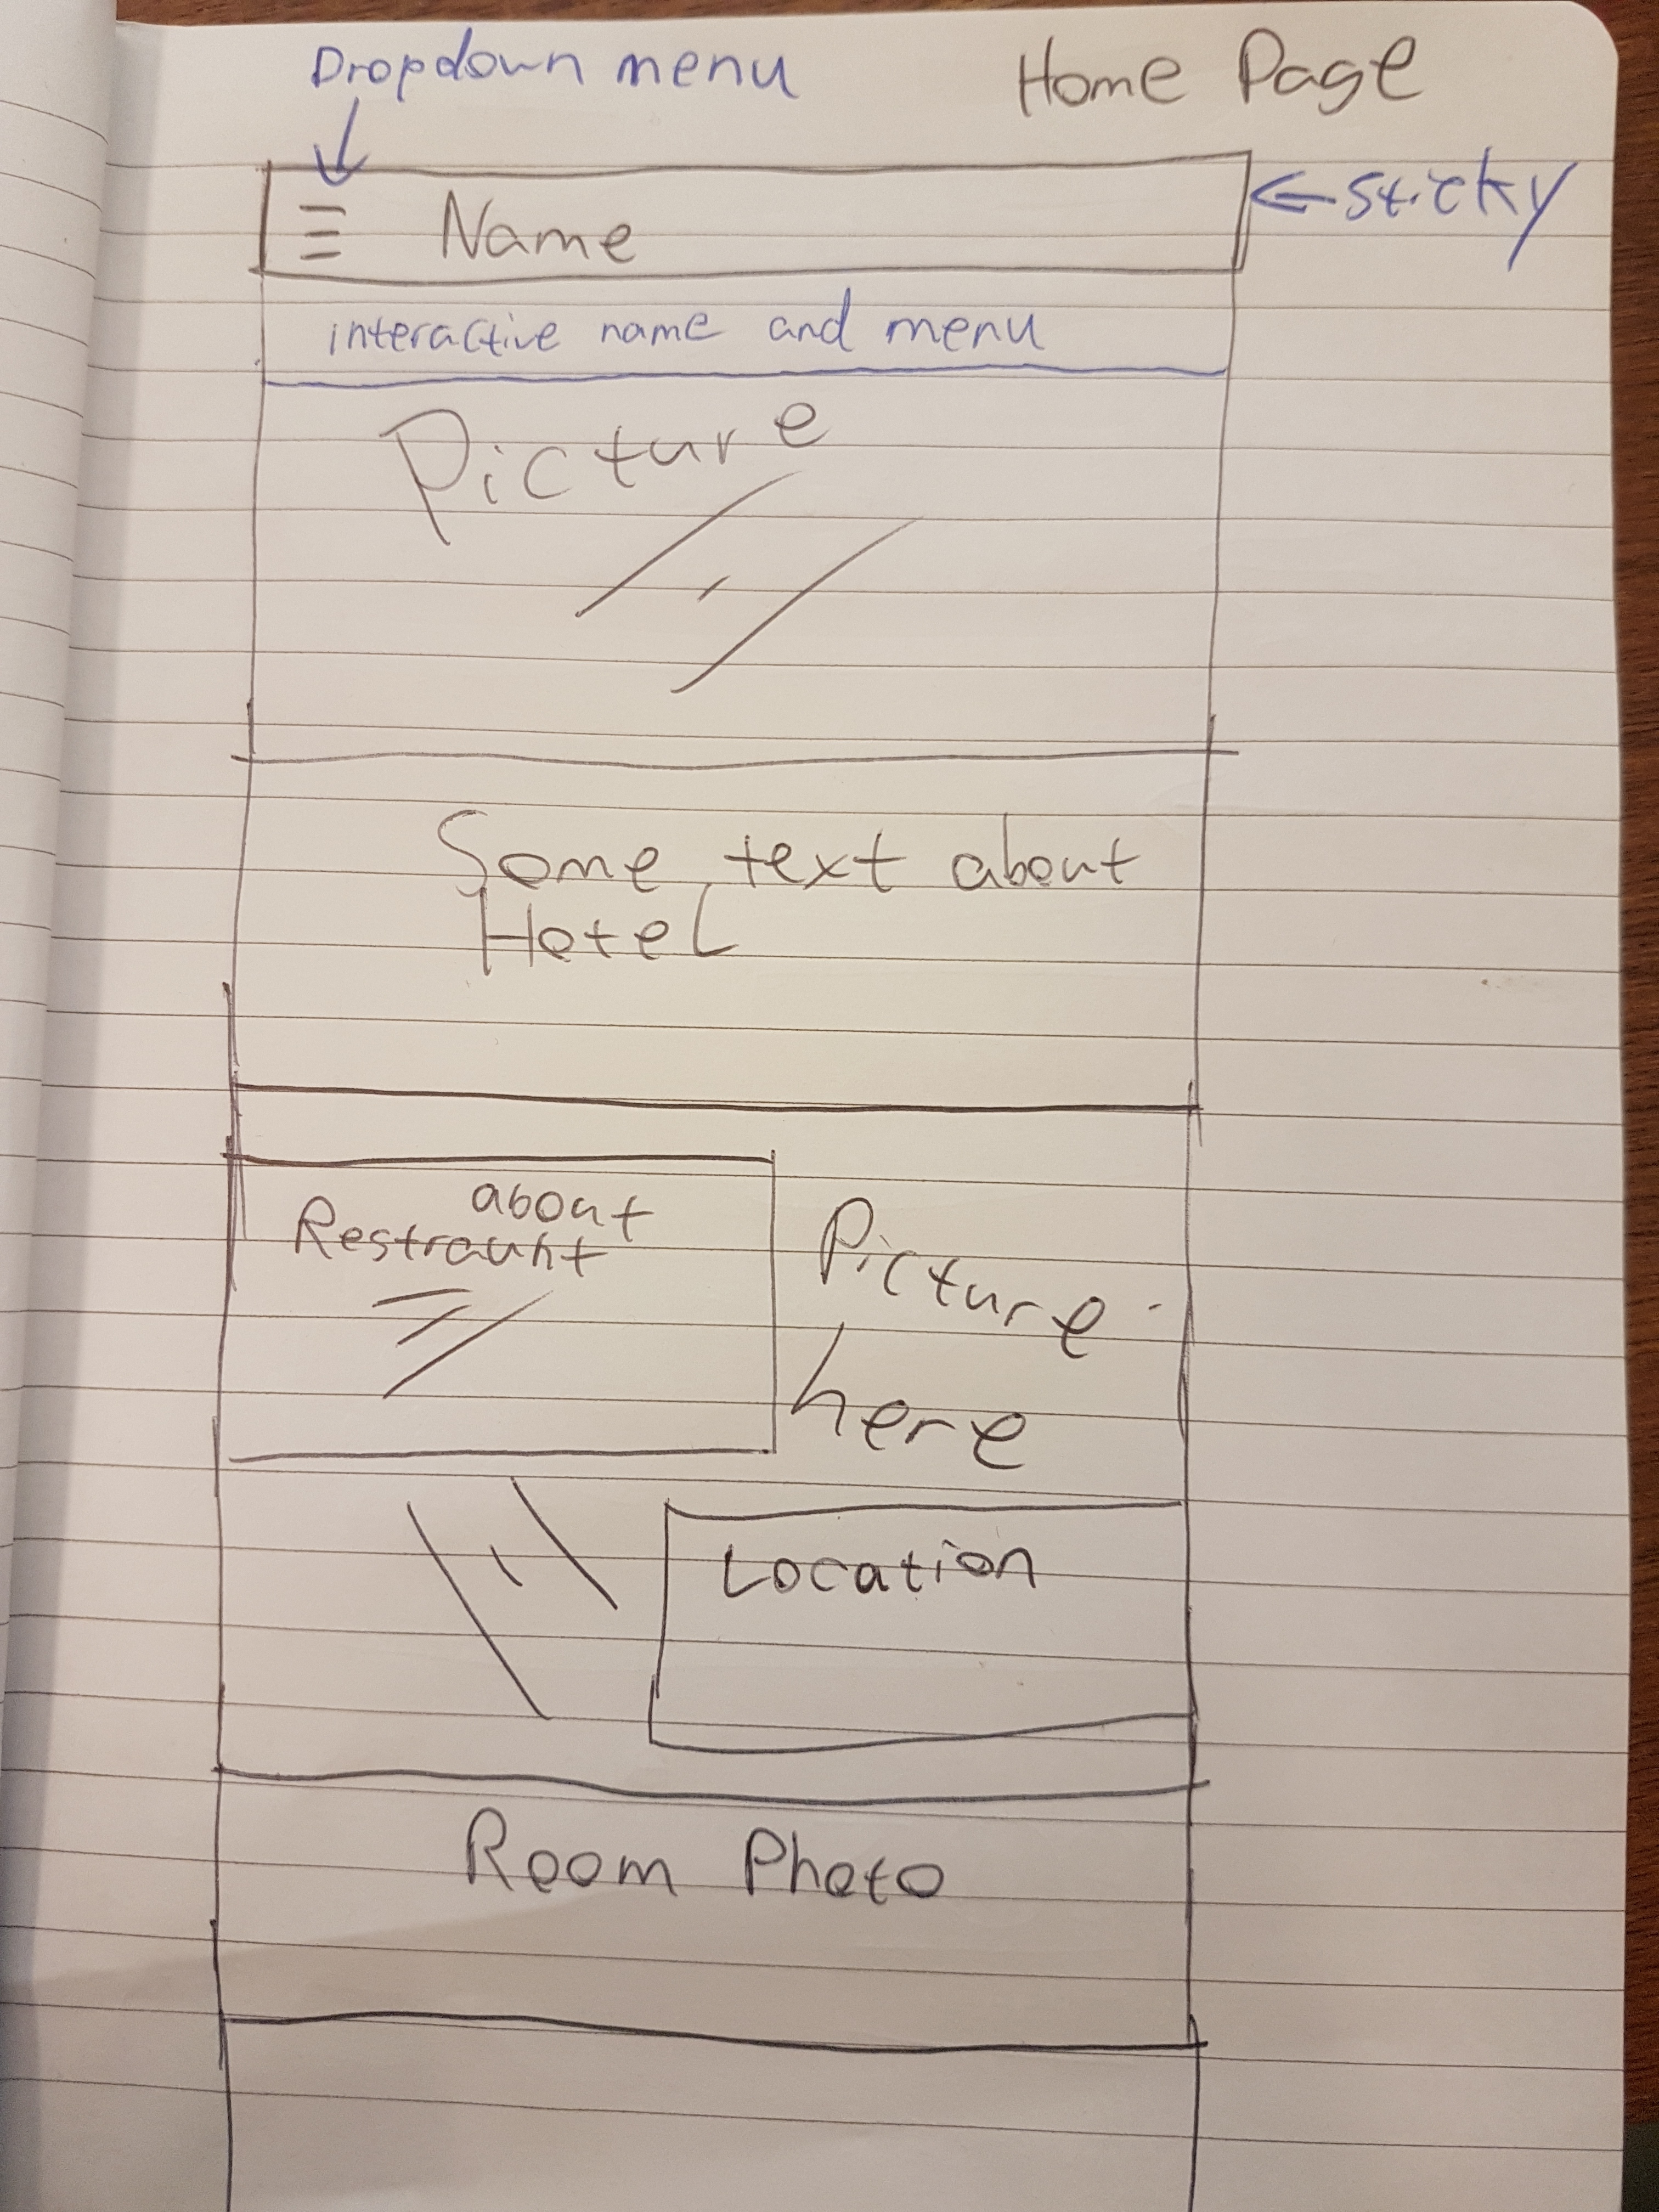 Dropdown menu
Home Page
Name
sticky
interactive name and menu
Picture
Some text about
Hotel
about
Restraunt
Picture
here
Location
Room Photo